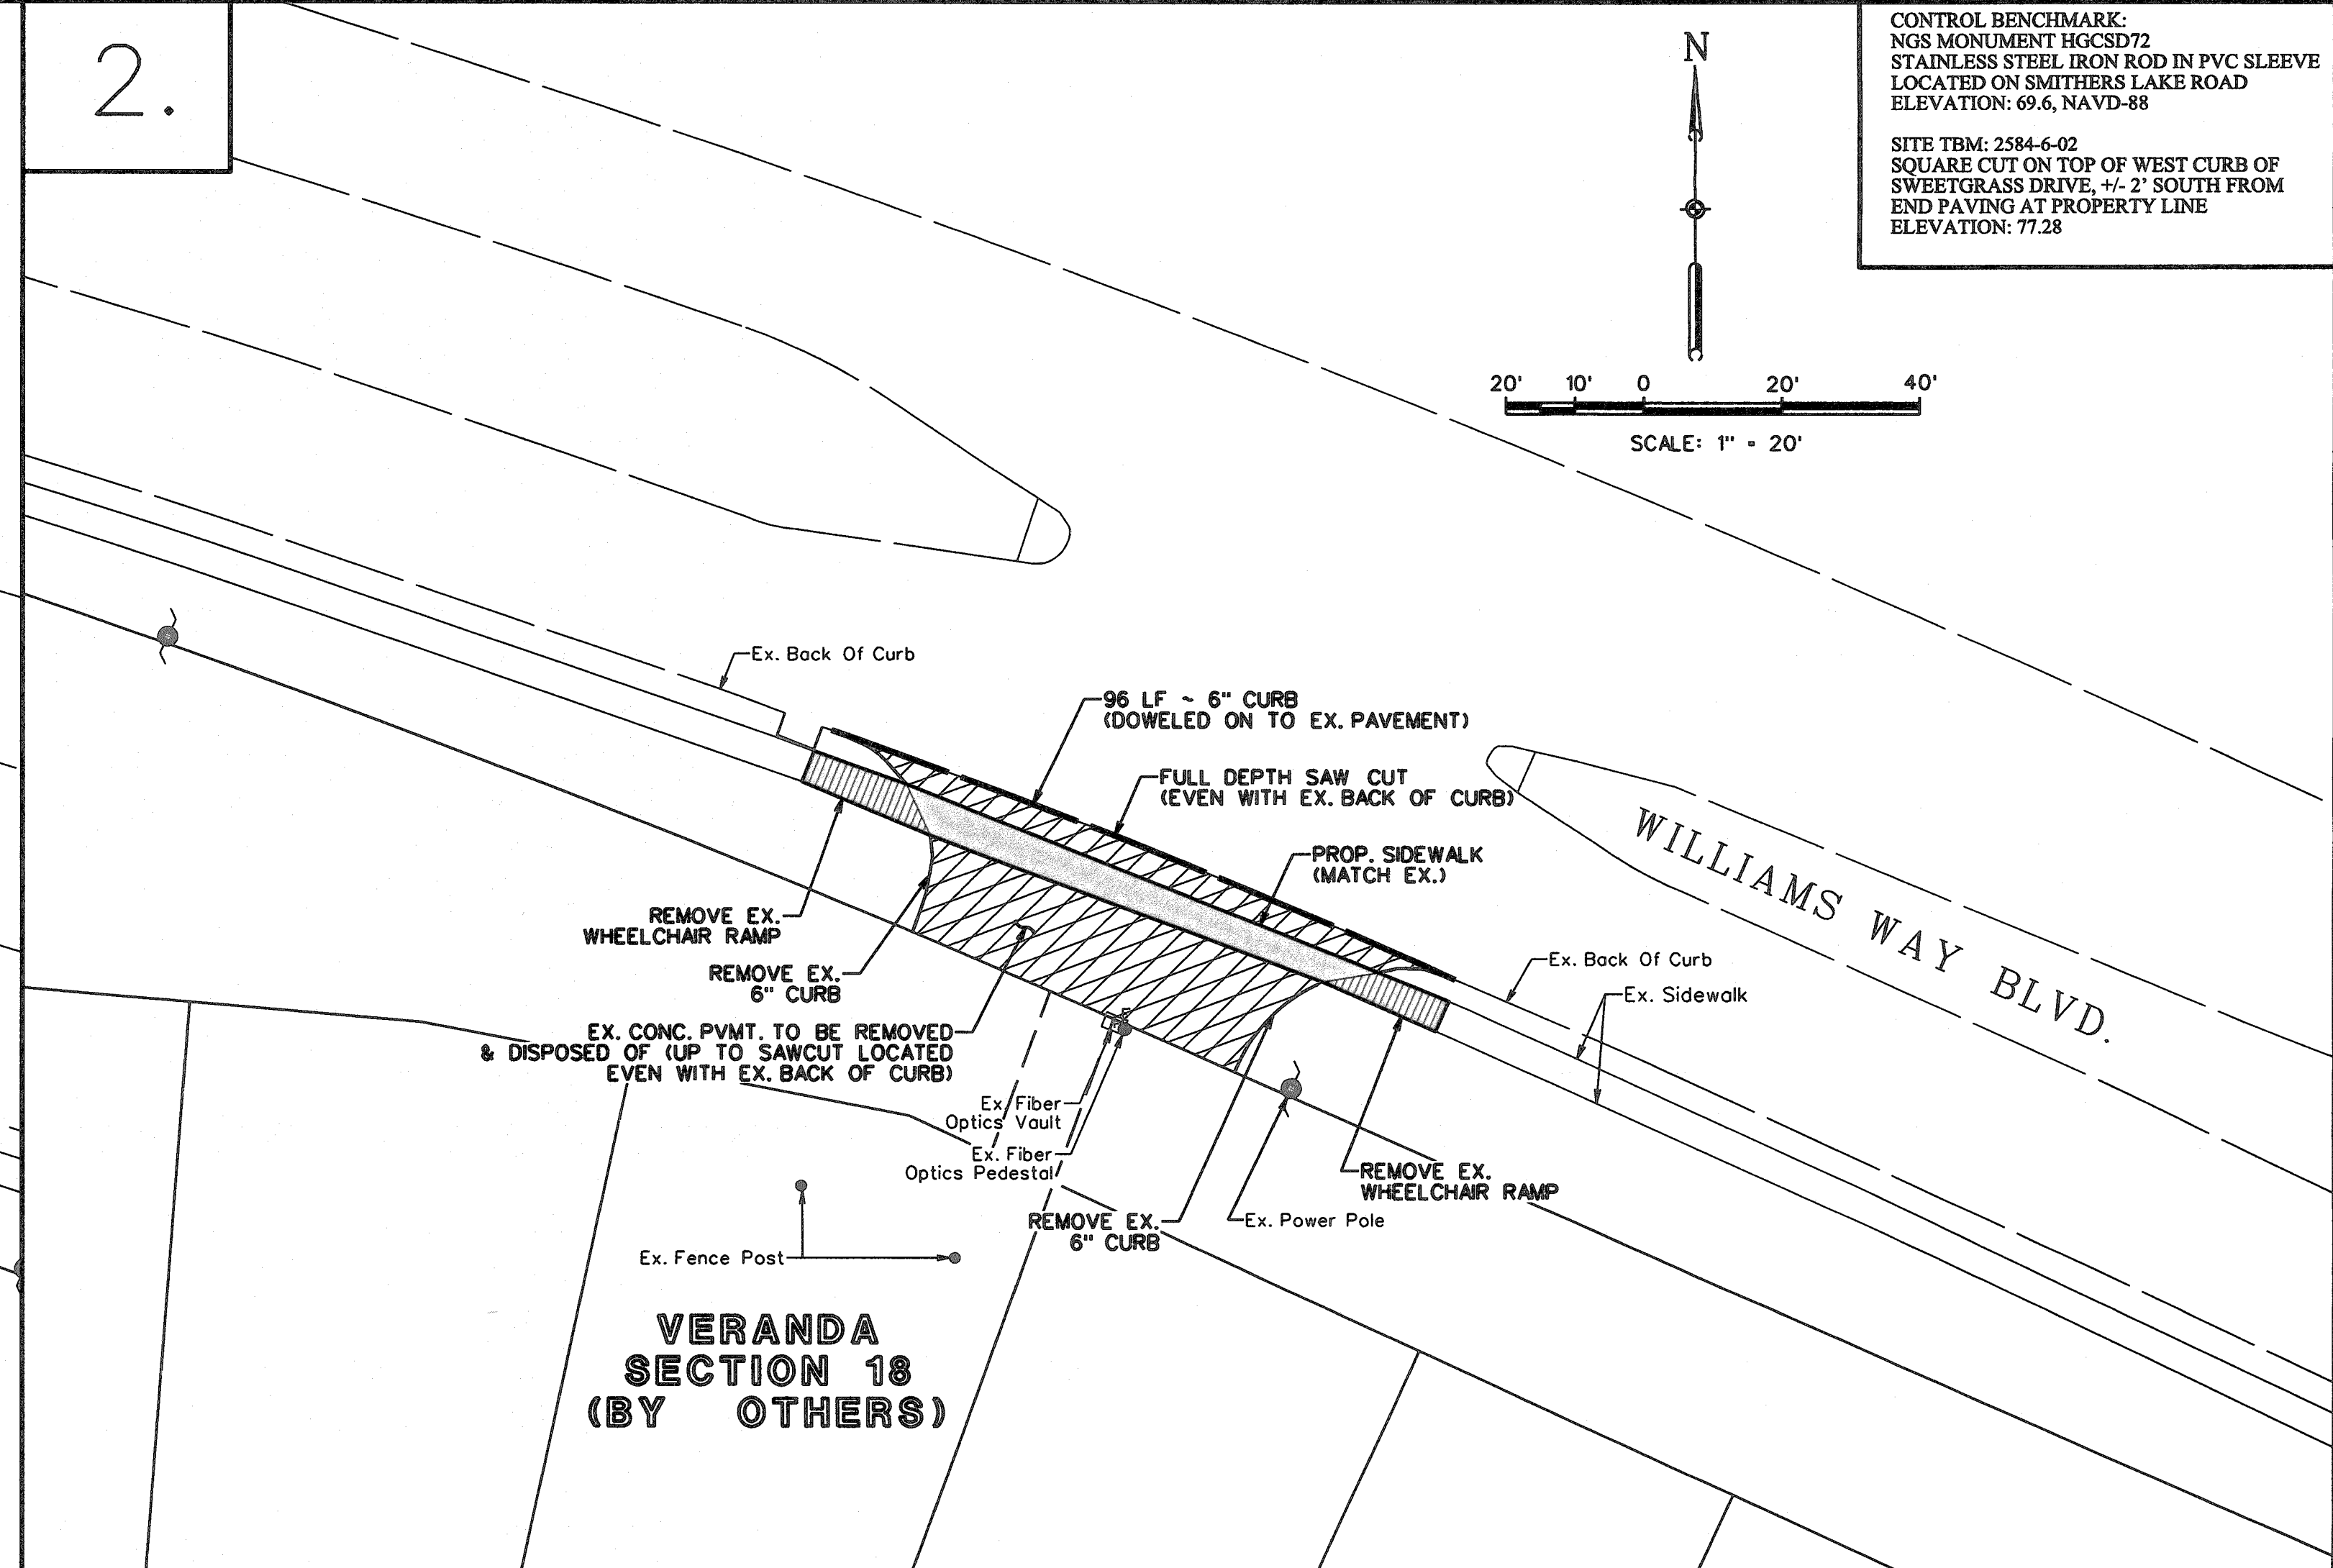 2.
CONTROL BENCHMARK:
NGS MONUMENT HGCSD72
STAINLESS STEEL IRON ROD IN PVC SLEEVE
LOCATED ON SMITHERS LAKE ROAD
ELEVATION: 69.6, NAVD-88
SITE TBM: 2584-6-02
SQUARE CUT ON TOP OF WEST CURB OF
SWEETGRASS DRIVE, +/- 2' SOUTH FROM
END PAVING AT PROPERTY LINE
ELEVATION: 77.28
N
20' 10' 0 20' 40'
SCALE: 1" = 20'
Ex. Back Of Curb
96 LF ~ 6" CURB
(DOWELED ON TO EX. PAVEMENT)
FULL DEPTH SAW CUT
(EVEN WITH EX. BACK OF CURB)
PROP. SIDEWALK
(MATCH EX.)
WILLIAMS WAY BLVD.
REMOVE EX.
WHEELCHAIR RAMP
REMOVE EX.
6" CURB
EX. CONC. PVMT. TO BE REMOVED
& DISPOSED OF (UP TO SAWCUT LOCATED
EVEN WITH EX. BACK OF CURB)
Ex. Back Of Curb
Ex. Sidewalk
Ex. Fiber
Optics Vault
Ex. Fiber
Optics Pedestal
REMOVE EX.
WHEELCHAIR RAMP
REMOVE EX.
6" CURB
Ex. Power Pole
Ex. Fence Post
VERANDA
SECTION 18
(BY OTHERS)